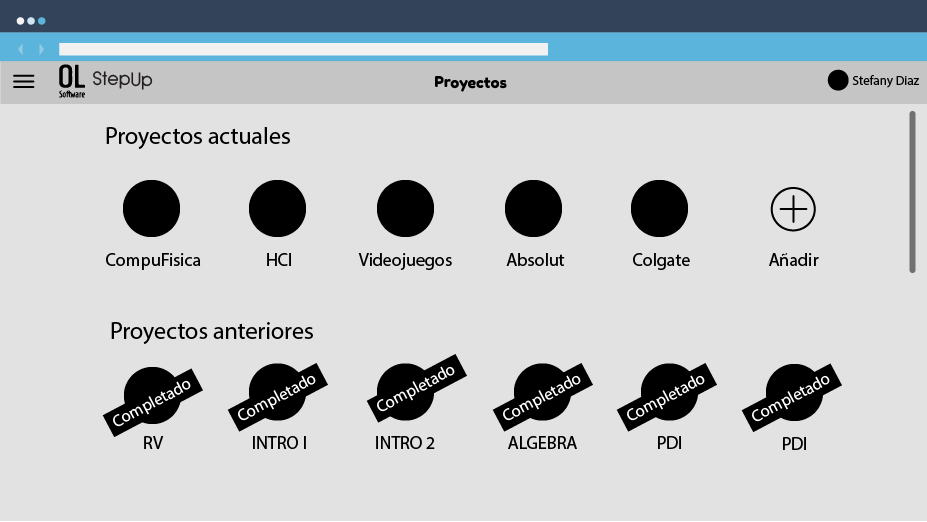 OL StepUp
Software
Proyectos
Stefany Diaz
Proyectos actuales
CompuFisica HCI Videojuegos Absolut Colgate Añadir
Proyectos anteriores
Completado Completado Completado Completado Completado Completado
RV INTRO I INTRO 2 ALGEBRA PDI PDI